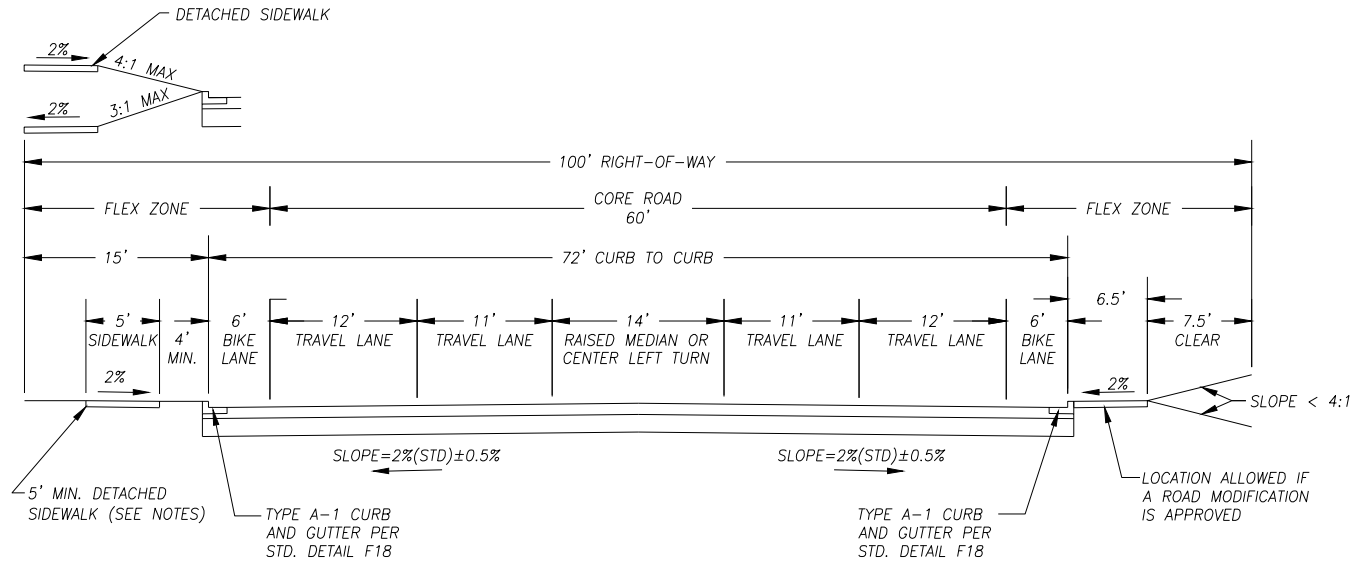 DETACHED SIDEWALK
2%
4:1 MAX
3:1 MAX
2%
100' RIGHT-OF-WAY
FLEX ZONE
CORE ROAD
60'
FLEX ZONE
15'
72' CURB TO CURB
5'
SIDEWALK
4'
MIN.
6'
BIKE
LANE
12'
TRAVEL LANE
11'
TRAVEL LANE
14'
RAISED MEDIAN OR
CENTER LEFT TURN
11'
TRAVEL LANE
12'
TRAVEL LANE
6'
BIKE
LANE
6.5'
7.5'
CLEAR
2%
2%
SLOPE < 4:1
SLOPE=2%(STD)±0.5%
SLOPE=2%(STD)±0.5%
5' MIN. DETACHED
SIDEWALK (SEE NOTES)
TYPE A-1 CURB
AND GUTTER PER
STD. DETAIL F18
TYPE A-1 CURB
AND GUTTER PER
STD. DETAIL F18
LOCATION ALLOWED IF
A ROAD MODIFICATION
IS APPROVED